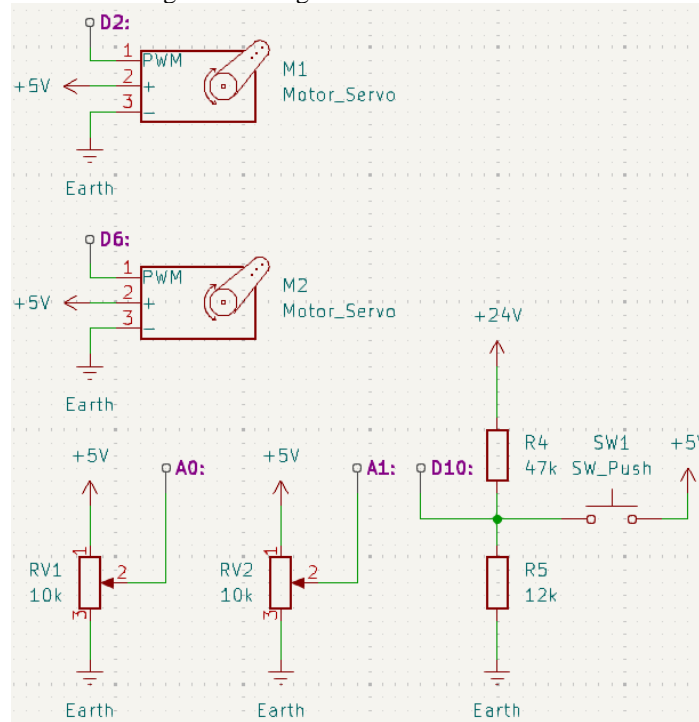 D2:
1
PWM
M1
+5V
2
+
Motor_Servo
3
−
Earth
D6:
1
PWM
M2
+5V
2
+
Motor_Servo
3
−
Earth
+24V
+5V
A0:
+5V
A1:
D10:
R4
47k
SW1
SW_Push
+5V
1
RV1
10k
2
3
1
RV2
10k
2
3
R5
12k
Earth
Earth
Earth